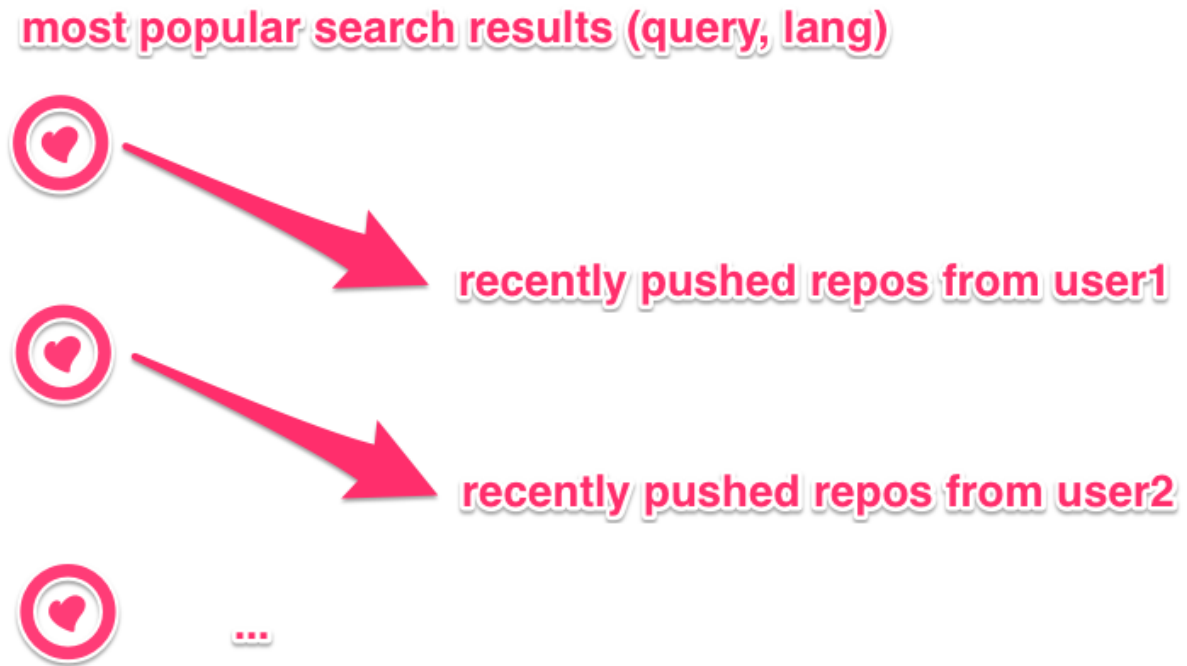 most popular search results (query, lang)
recently pushed repos from user1
recently pushed repos from user2
...